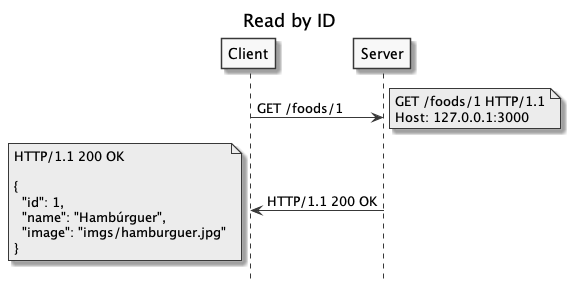 Read by ID
Client
Server
GET /foods/1
GET /foods/1 HTTP/1.1
Host: 127.0.0.1:3000
HTTP/1.1 200 OK
{
  "id": 1,
  "name": "Hambúrguer",
  "image": "imgs/hamburguer.jpg"
}
HTTP/1.1 200 OK